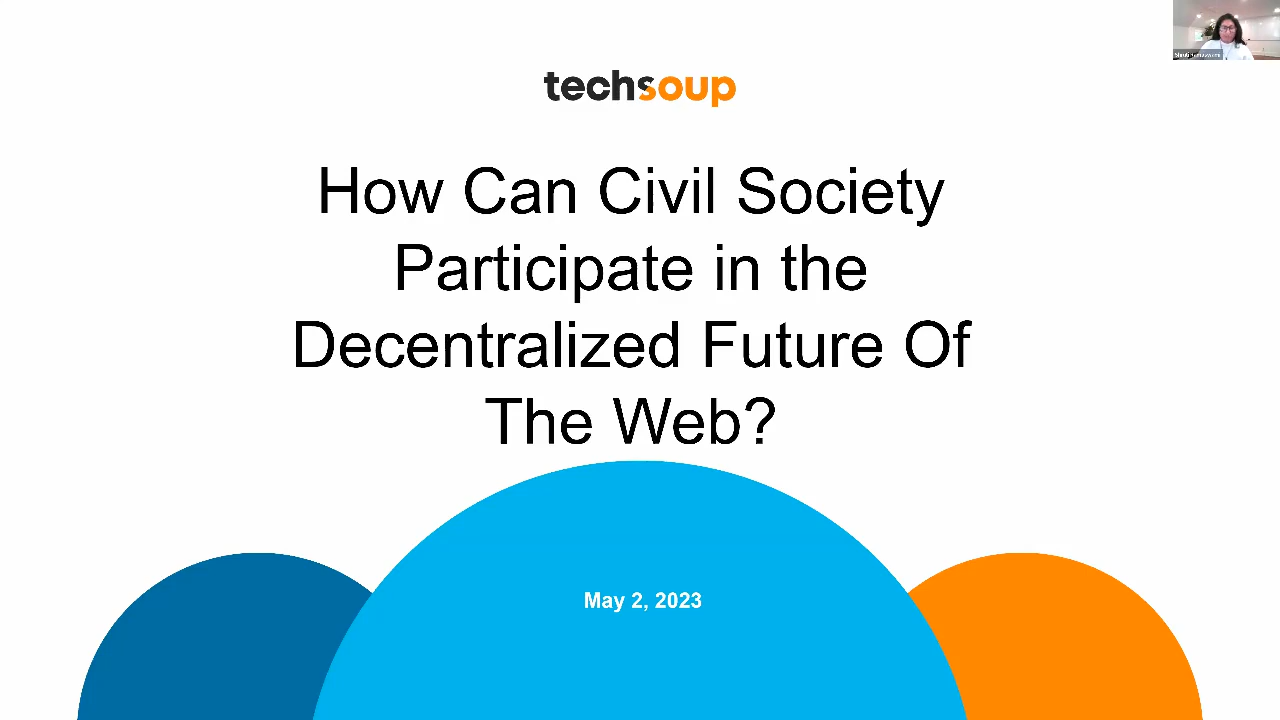 techsoup
How Can Civil Society
Participate in the
Decentralized Future Of
The Web?
May 2, 2023